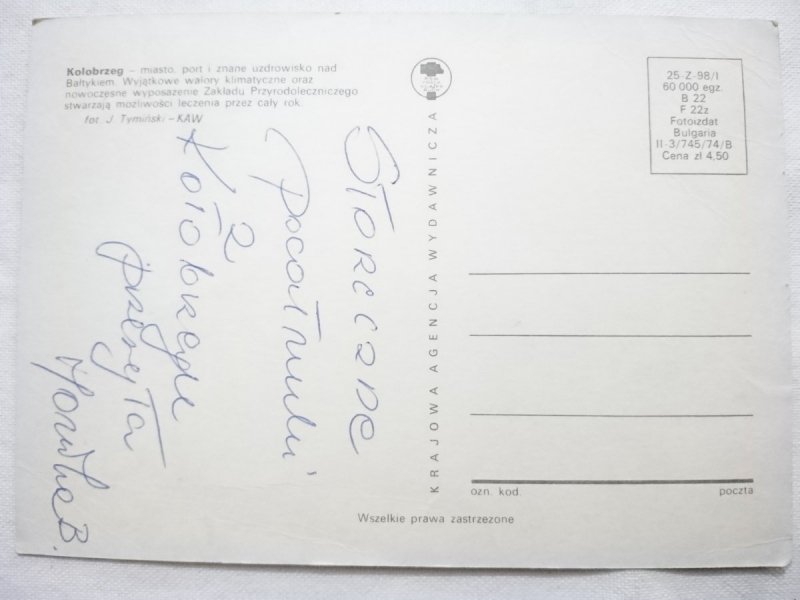 Kołobrzeg – miasto, port i znane uzdrowisko nad
Bałtykiem. Wyjątkowe walory klimatyczne oraz
nowoczesne wyposażenie Zakładu Przyrodoleczniczego
stwarzają możliwości leczenia przez cały rok.
fot. J. Tymiński – KAW
Serdeczne
pocałunki
z
Kołobrzegu
przesyła
B.
KRAJOWA AGENCJA WYDAWNICZA
25-Z-98/I
60 000 egz.
B 22
F 22z
Fotoizdat
Bulgaria
II-3/745/74/B
Cena zł 4,50
ozn. kod.
poczta
Wszelkie prawa zastrzeżone